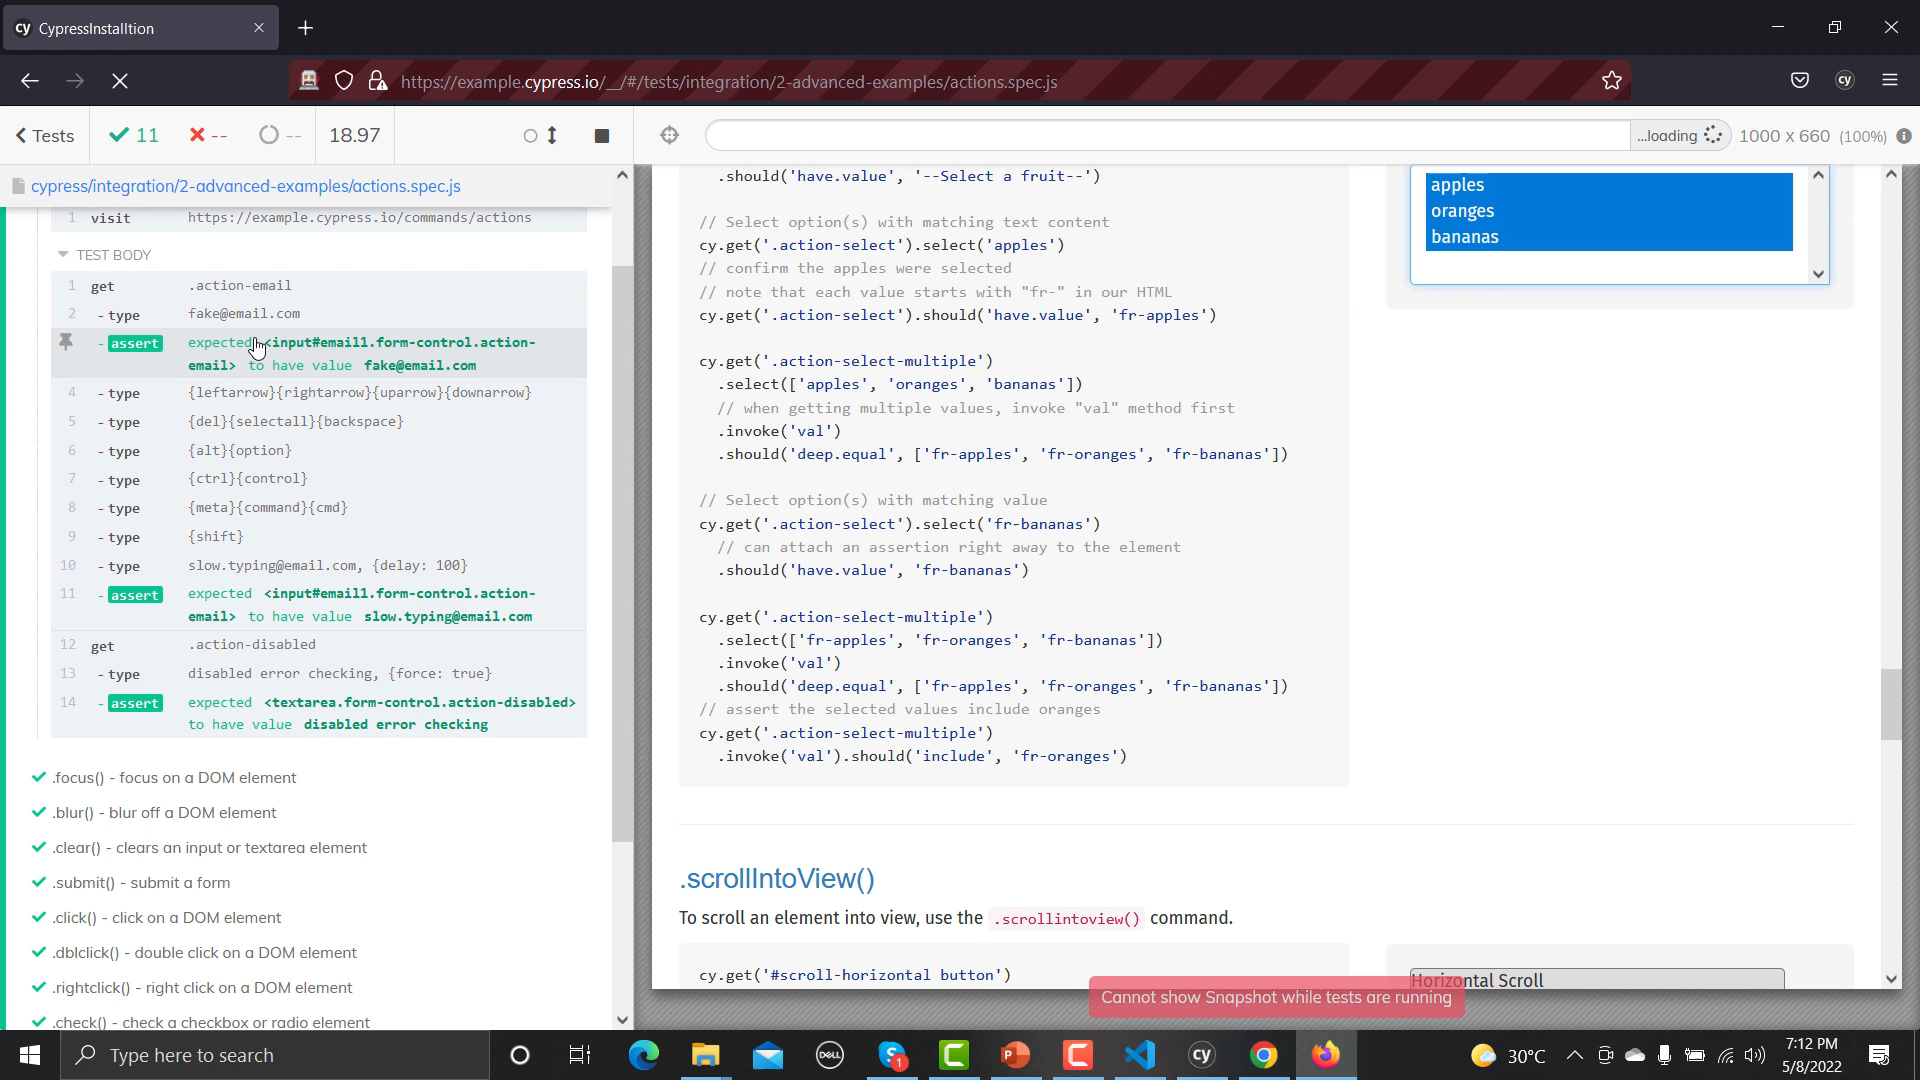 cy CypressInstalltion
https://example.cypress.io/__/#/tests/integration/2-advanced-examples/actions.spec.js
cy
Tests
11
--
--
18.97
...loading
1000 x 660 (100%)
cypress/integration/2-advanced-examples/actions.spec.js
1 visit https://example.cypress.io/commands/actions
TEST BODY
1 get .action-email
2 - type fake@email.com
- assert expected <input#email1.form-control.action-
email> to have value fake@email.com
4 - type {leftarrow}{rightarrow}{uparrow}{downarrow}
5 - type {del}{selectall}{backspace}
6 - type {alt}{option}
7 - type {ctrl}{control}
8 - type {meta}{command}{cmd}
9 - type {shift}
10 - type slow.typing@email.com, {delay: 100}
11 - assert expected <input#email1.form-control.action-
email> to have value slow.typing@email.com
12 get .action-disabled
13 - type disabled error checking, {force: true}
14 - assert expected <textarea.form-control.action-disabled>
to have value disabled error checking
.focus() - focus on a DOM element
.blur() - blur off a DOM element
.clear() - clears an input or textarea element
.submit() - submit a form
.click() - click on a DOM element
.dblclick() - double click on a DOM element
.rightclick() - right click on a DOM element
.check() - check a checkbox or radio element
.should('have.value', '--Select a fruit--')
// Select option(s) with matching text content
cy.get('.action-select').select('apples')
// confirm the apples were selected
// note that each value starts with "fr-" in our HTML
cy.get('.action-select').should('have.value', 'fr-apples')
cy.get('.action-select-multiple')
.select(['apples', 'oranges', 'bananas'])
// when getting multiple values, invoke "val" method first
.invoke('val')
.should('deep.equal', ['fr-apples', 'fr-oranges', 'fr-bananas'])
// Select option(s) with matching value
cy.get('.action-select').select('fr-bananas')
// can attach an assertion right away to the element
.should('have.value', 'fr-bananas')
cy.get('.action-select-multiple')
.select(['fr-apples', 'fr-oranges', 'fr-bananas'])
.invoke('val')
.should('deep.equal', ['fr-apples', 'fr-oranges', 'fr-bananas'])
// assert the selected values include oranges
cy.get('.action-select-multiple')
.invoke('val').should('include', 'fr-oranges')
apples
oranges
bananas
.scrollIntoView()
To scroll an element into view, use the .scrollintoview() command.
cy.get('#scroll-horizontal button')
Horizontal Scroll
Cannot show Snapshot while tests are running
Type here to search
DELL
1
cy
30°C
7:12 PM
5/8/2022